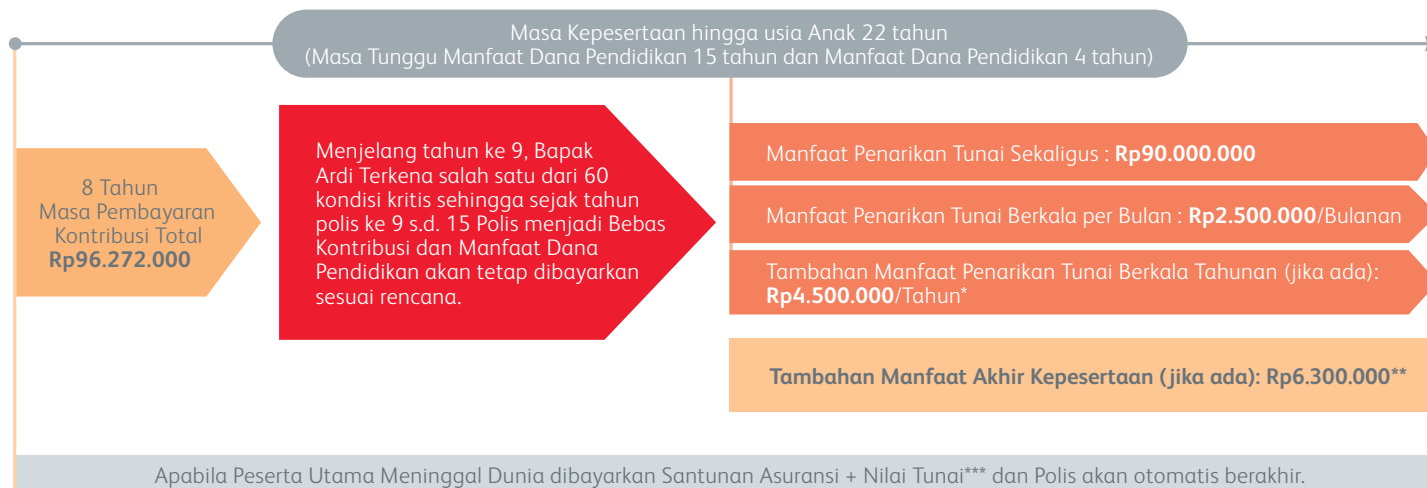 Masa Kepesertaan hingga usia Anak 22 tahun
(Masa Tunggu Manfaat Dana Pendidikan 15 tahun dan Manfaat Dana Pendidikan 4 tahun)
8 Tahun
Masa Pembayaran
Kontribusi Total
Rp96.272.000
Menjelang tahun ke 9, Bapak
Ardi Terkena salah satu dari 60
kondisi kritis sehingga sejak tahun
polis ke 9 s.d. 15 Polis menjadi Bebas
Kontribusi dan Manfaat Dana
Pendidikan akan tetap dibayarkan
sesuai rencana.
Manfaat Penarikan Tunai Sekaligus : Rp90.000.000
Manfaat Penarikan Tunai Berkala per Bulan : Rp2.500.000/Bulanan
Tambahan Manfaat Penarikan Tunai Berkala Tahunan (jika ada):
Rp4.500.000/Tahun*
Tambahan Manfaat Akhir Kepesertaan (jika ada): Rp6.300.000**
Apabila Peserta Utama Meninggal Dunia dibayarkan Santunan Asuransi + Nilai Tunai*** dan Polis akan otomatis berakhir.